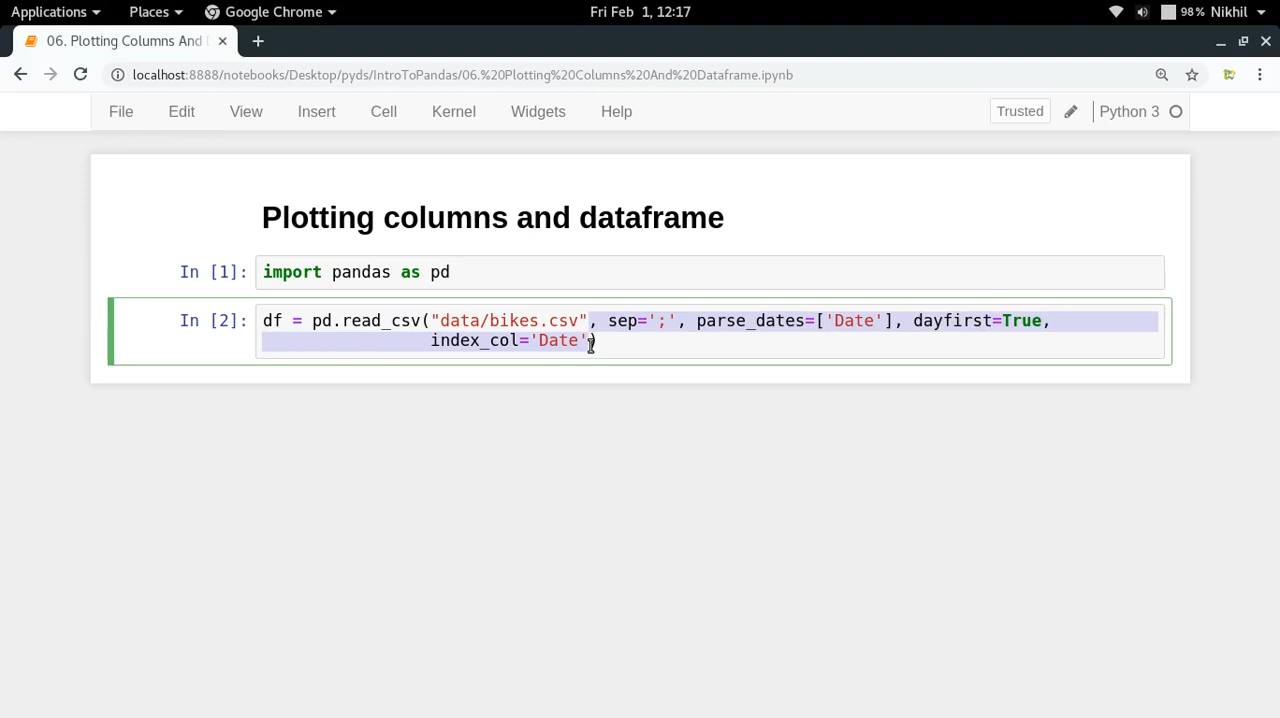 Applications Places Google Chrome Fri Feb 1, 12:17 98% Nikhil
06. Plotting Columns And
localhost:8888/notebooks/Desktop/pyds/IntroToPandas/06.%20Plotting%20Columns%20And%20Dataframe.ipynb
File Edit View Insert Cell Kernel Widgets Help Trusted Python 3
Plotting columns and dataframe
In [1]: import pandas as pd
In [2]: df = pd.read_csv("data/bikes.csv", sep=';', parse_dates=['Date'], dayfirst=True,
index_col='Date')